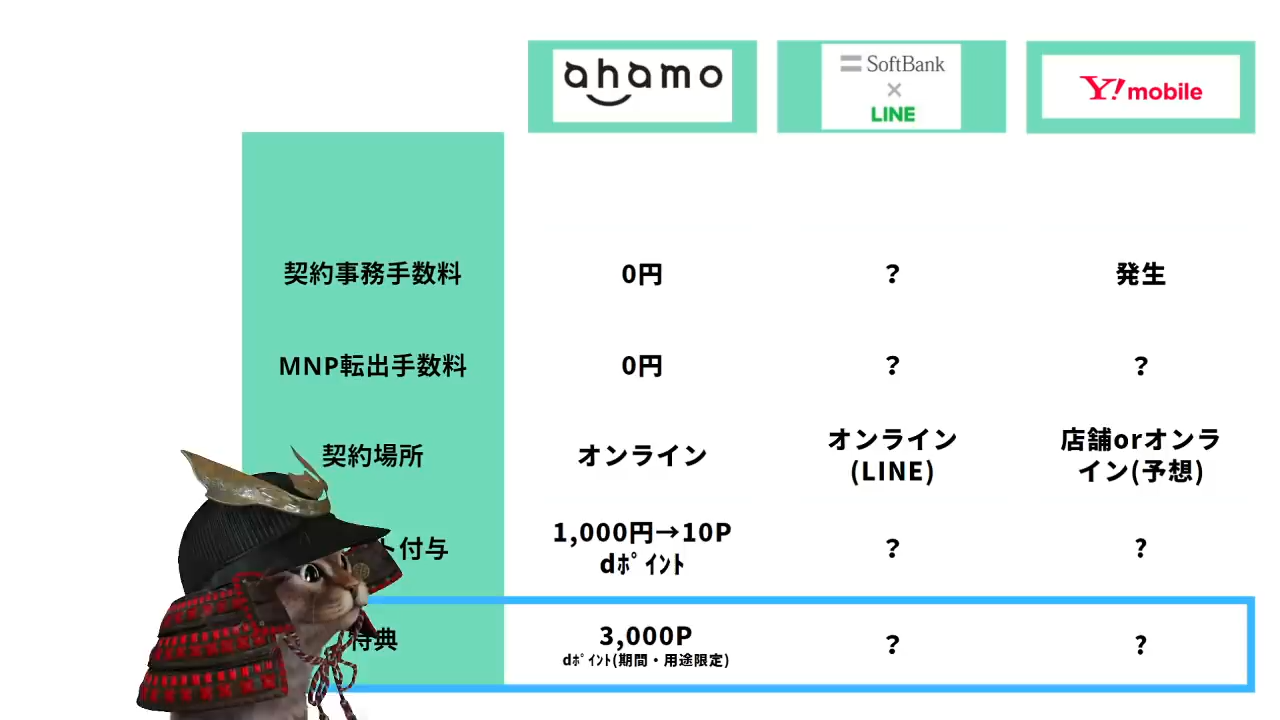 ahamo
SoftBank
×
LINE
Y!mobile
契約事務手数料
0円
?
発生
MNP転出手数料
0円
?
?
契約場所
オンライン
オンライン
(LINE)
店舗orオンラ
イン(予想)
ト付与
1,000円→10P
dﾎﾟｲﾝﾄ
?
?
特典
3,000P
dﾎﾟｲﾝﾄ(期間・用途限定)
?
?